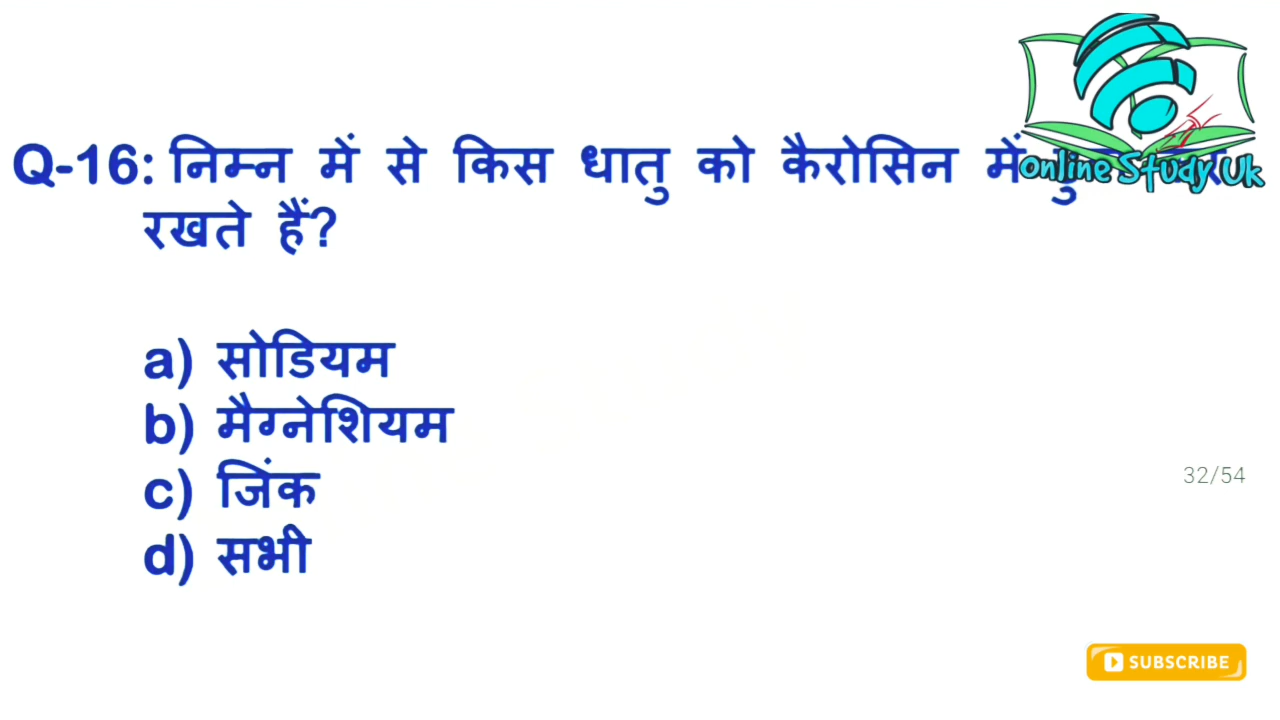 Q-16: निम्न में से किस धातु को कैरोसिन में
रखते हैं?
a) सोडियम
b) मैग्नेशियम
c) जिंक
d) सभी
Online Study Uk
32/54
SUBSCRIBE